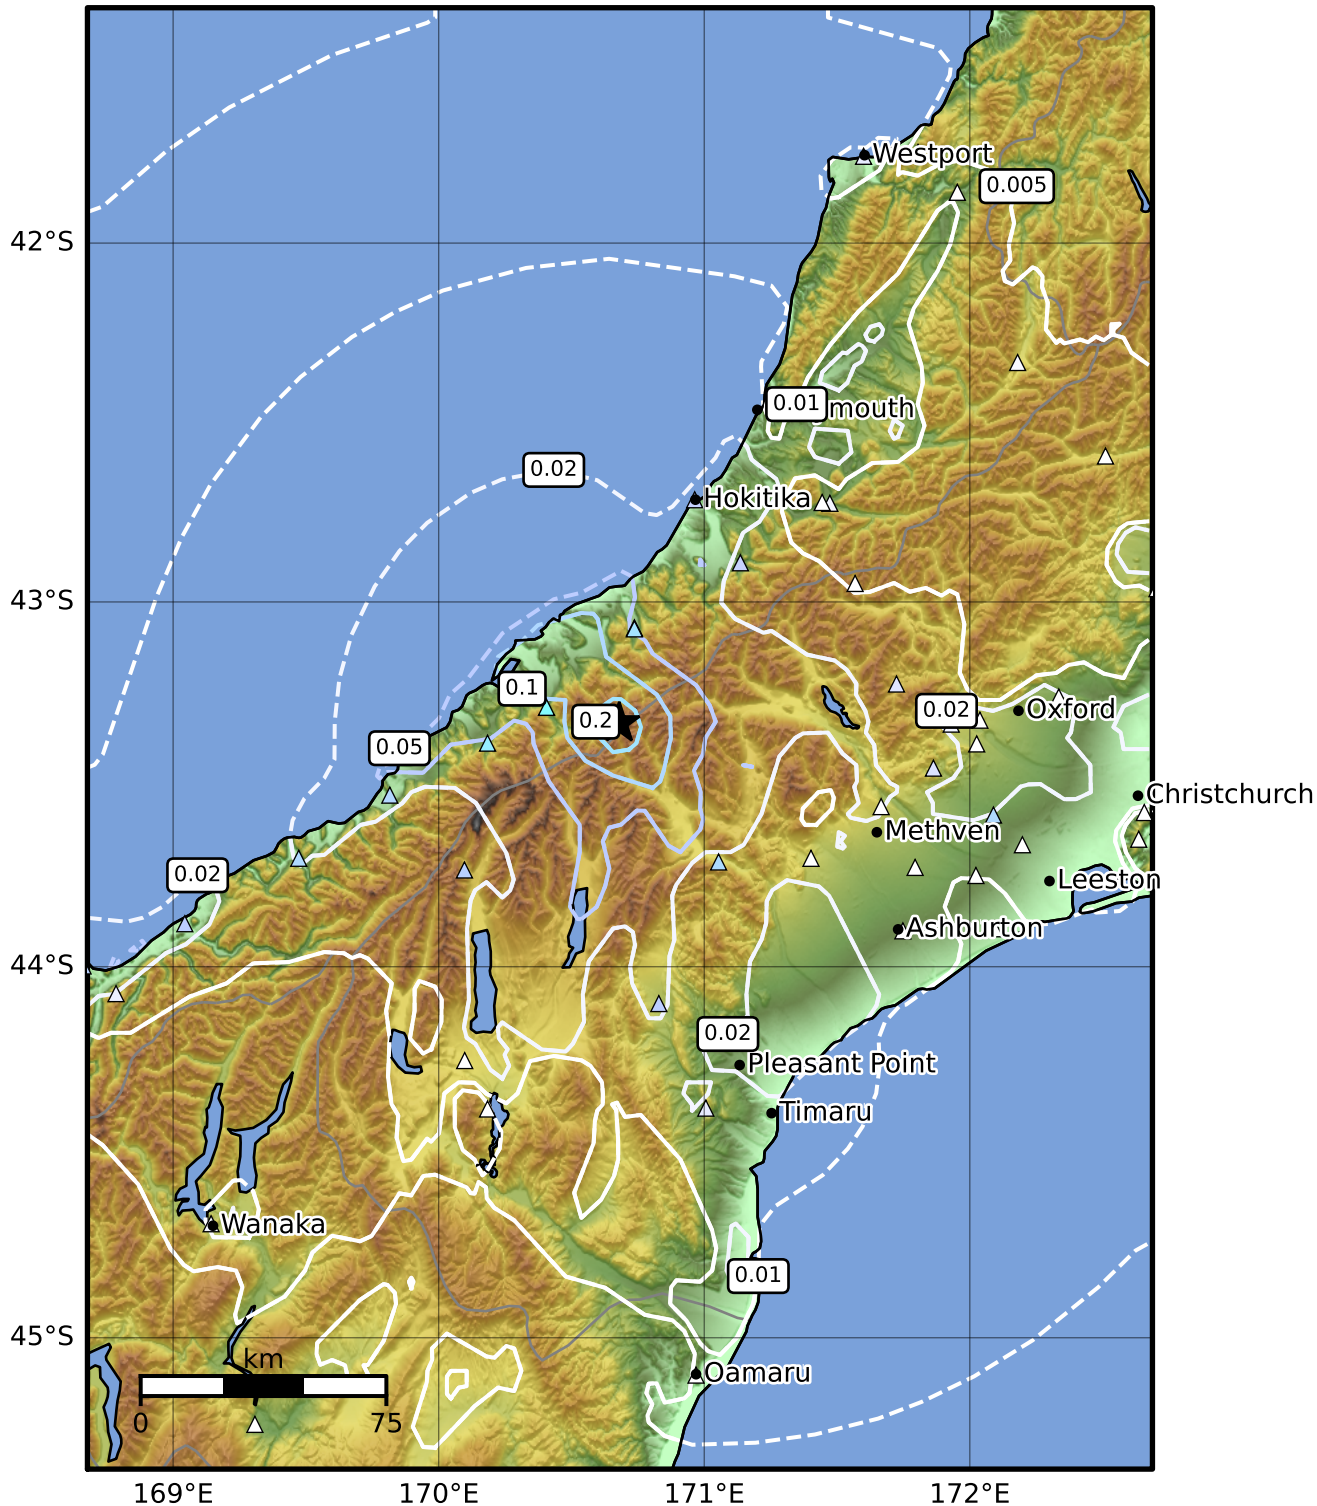 Westport
0.005
42°S
0.01
mouth
0.02
Hokitika
43°S
0.1
0.2
0.02
Oxford
0.05
Christchurch
Methven
0.02
Leeston
Ashburton
44°S
0.02
Pleasant Point
Timaru
Wanaka
0.01
45°S
km
Oamaru
0
75
169°E
170°E
171°E
172°E